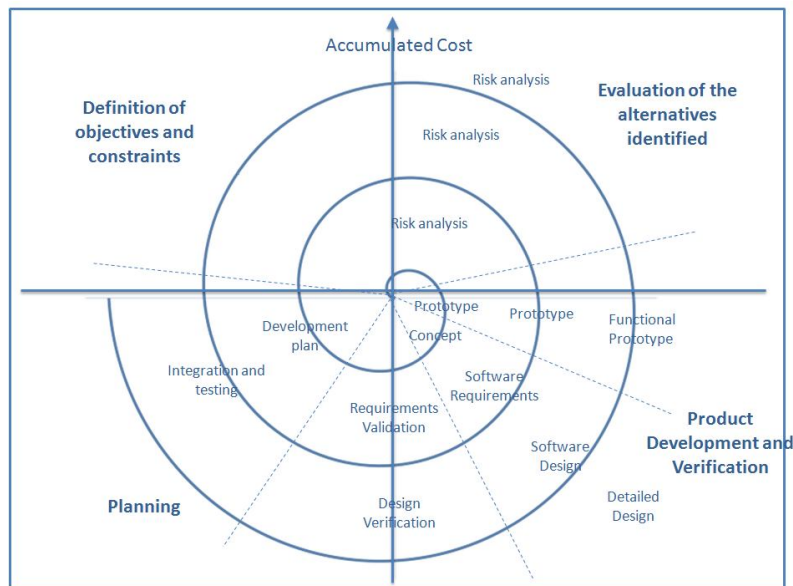 Accumulated Cost
Risk analysis
Definition of
objectives and
constraints
Evaluation of the
alternatives
identified
Risk analysis
Risk analysis
Prototype
Prototype
Functional
Prototype
Concept
Development
plan
Integration and
testing
Software
Requirements
Requirements
Validation
Software
Design
Product
Development and
Verification
Planning
Design
Verification
Detailed
Design